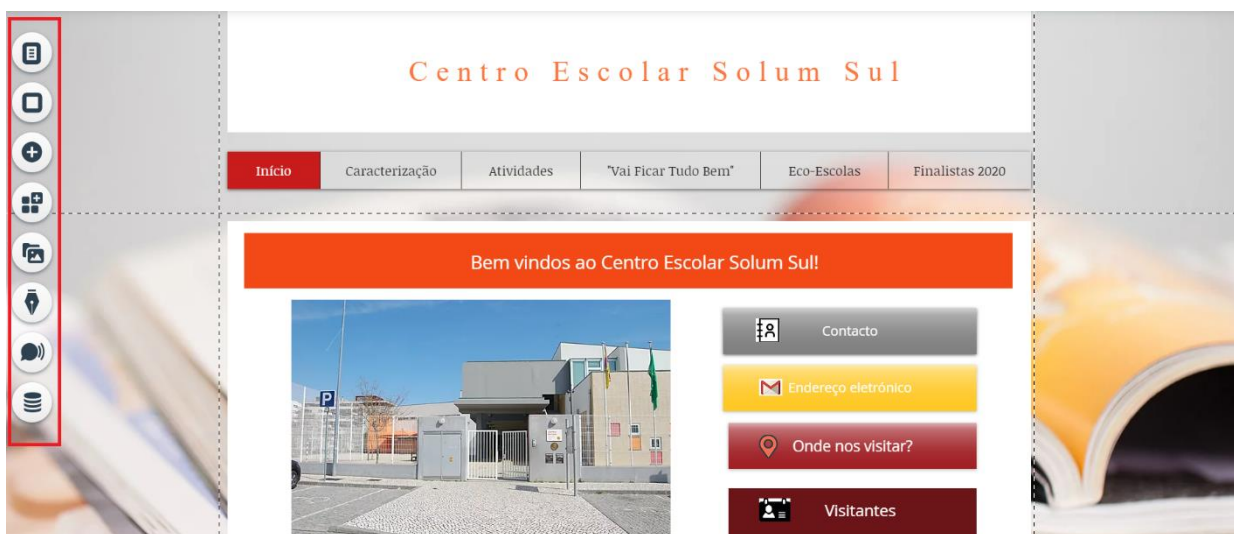 Centro Escolar Solum Sul
Início Caracterização Atividades "Vai Ficar Tudo Bem" Eco-Escolas Finalistas 2020
Bem vindos ao Centro Escolar Solum Sul!
Contacto
Endereço eletrónico
P
Onde nos visitar?
Visitantes